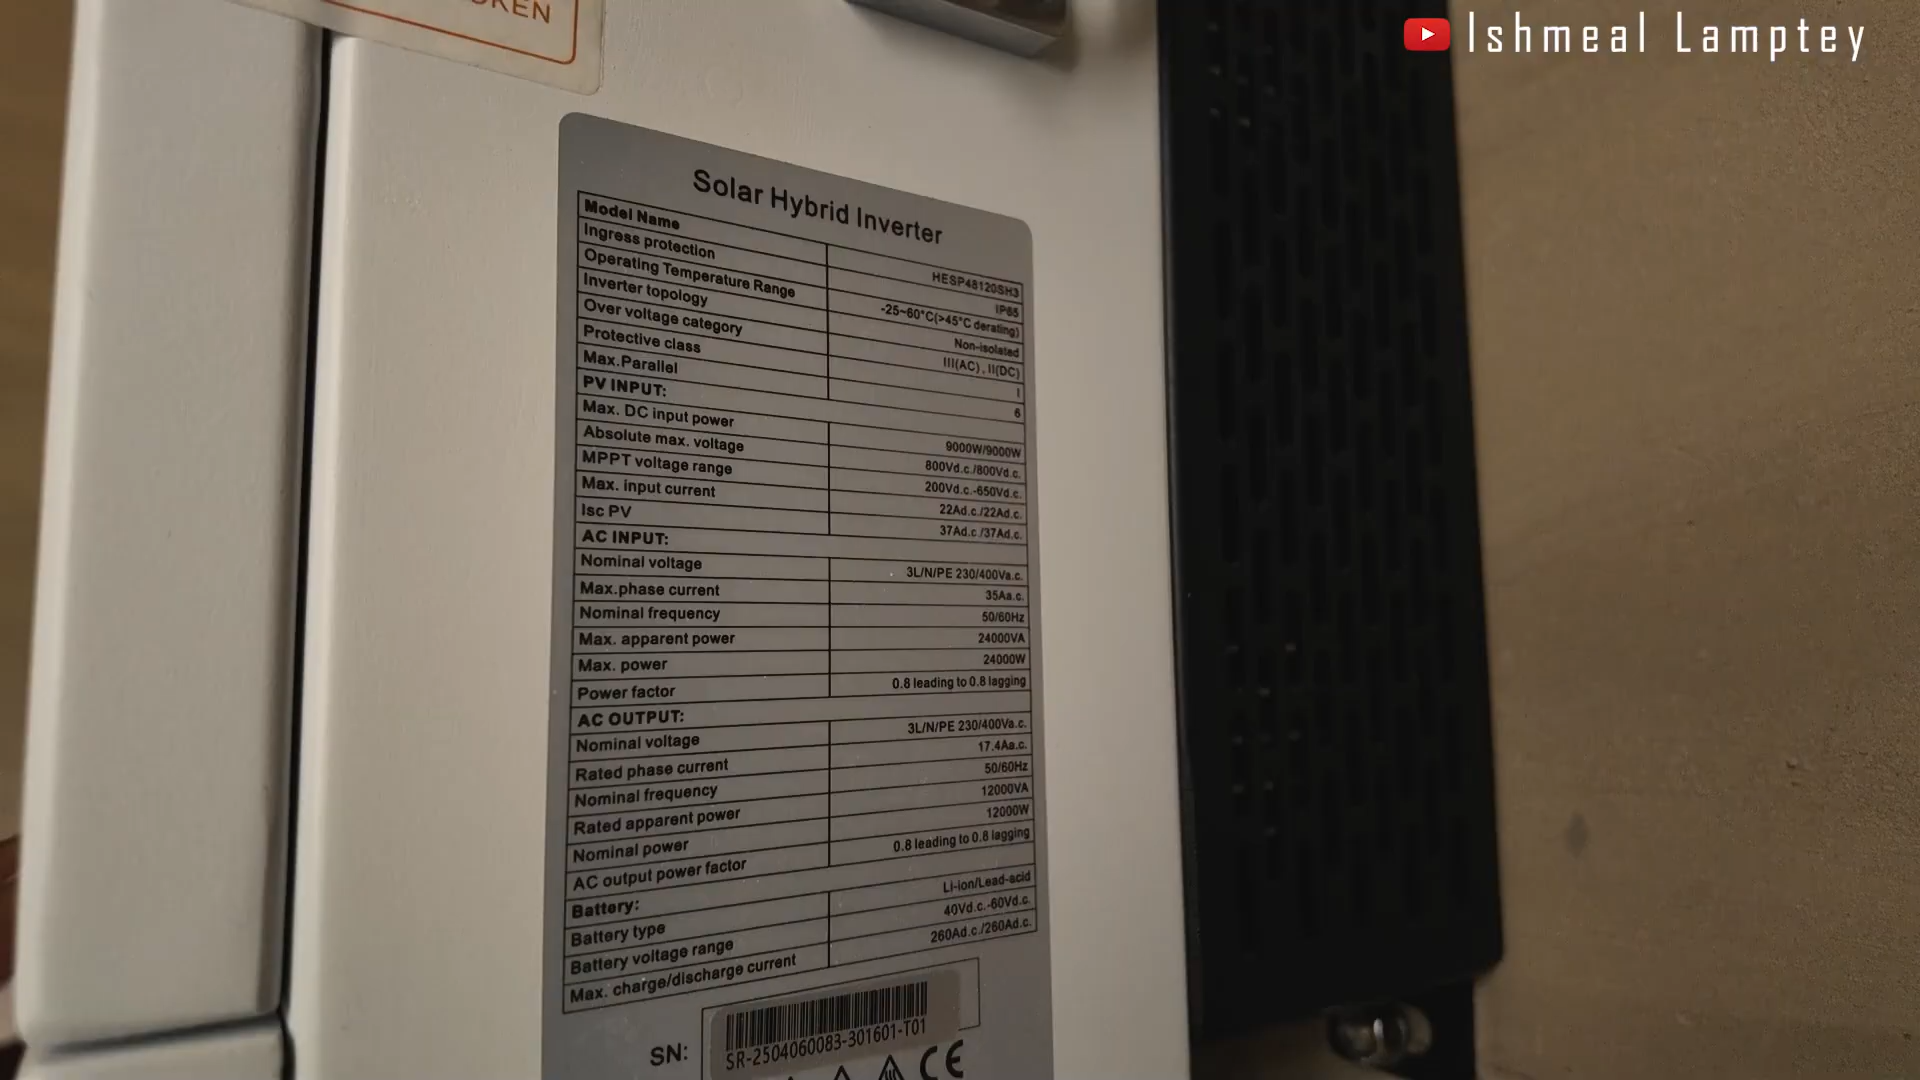 OKEN
Ishmeal Lamptey
Solar Hybrid Inverter
Model Name HESP48120SH3
Ingress protection IP65
Operating Temperature Range -25~60°C(>45°C derating)
Inverter topology Non-isolated
Over voltage category III(AC) , II(DC)
Protective class I
Max.Parallel 6
PV INPUT:
Max. DC input power 9000W/9000W
Absolute max. voltage 800Vd.c./800Vd.c.
MPPT voltage range 200Vd.c.-650Vd.c.
Max. input current 22Ad.c./22Ad.c.
Isc PV 37Ad.c./37Ad.c.
AC INPUT:
Nominal voltage 3L/N/PE 230/400Va.c.
Max.phase current 35Aa.c.
Nominal frequency 50/60Hz
Max. apparent power 24000VA
Max. power 24000W
Power factor 0.8 leading to 0.8 lagging
AC OUTPUT:
Nominal voltage 3L/N/PE 230/400Va.c.
Rated phase current 17.4Aa.c.
Nominal frequency 50/60Hz
Rated apparent power 12000VA
Nominal power 12000W
AC output power factor 0.8 leading to 0.8 lagging
Battery:
Battery type Li-ion/Lead-acid
Battery voltage range 40Vd.c.-60Vd.c.
Max. charge/discharge current 260Ad.c./260Ad.c.
SN: SR-2504060083-301601-T01
CE